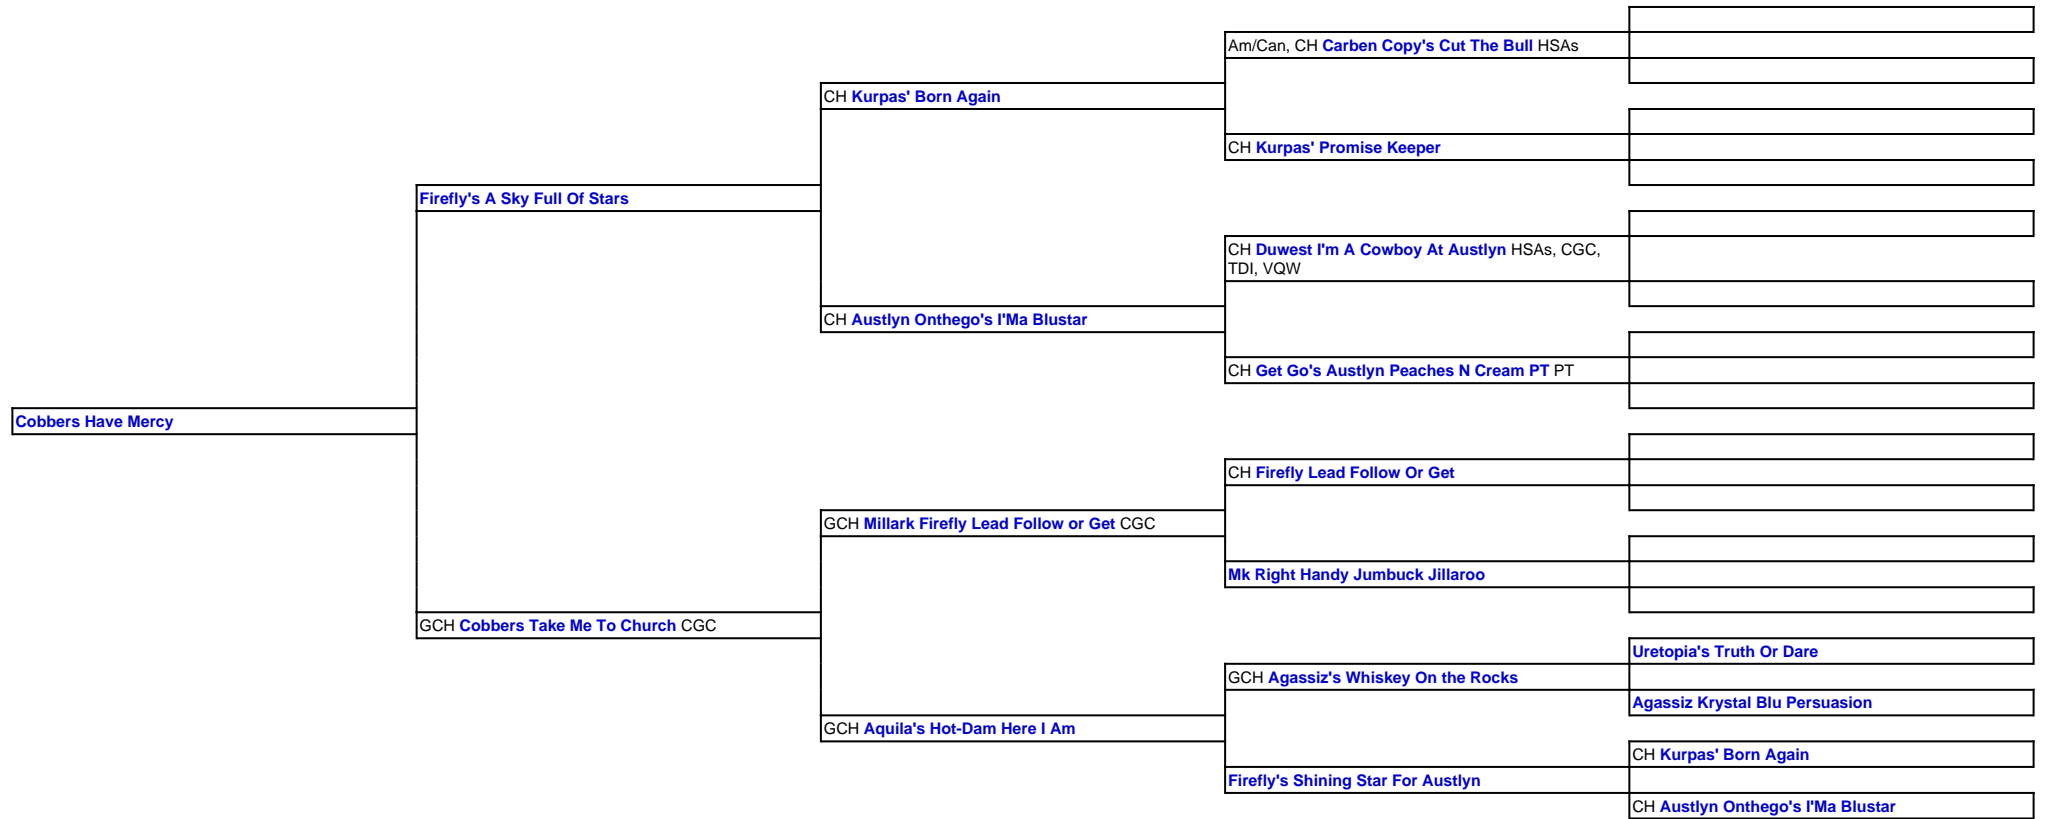 Am/Can, CH Carben Copy's Cut The Bull HSAs
CH Kurpas' Born Again
CH Kurpas' Promise Keeper
Firefly's A Sky Full Of Stars
CH Duwest I'm A Cowboy At Austlyn HSAs, CGC,
TDI, VQW
CH Austlyn Onthego's I'Ma Blustar
CH Get Go's Austlyn Peaches N Cream PT PT
Cobbers Have Mercy
CH Firefly Lead Follow Or Get
GCH Millark Firefly Lead Follow or Get CGC
Mk Right Handy Jumbuck Jillaroo
GCH Cobbers Take Me To Church CGC
Uretopia's Truth Or Dare
GCH Agassiz's Whiskey On the Rocks
Agassiz Krystal Blu Persuasion
GCH Aquila's Hot-Dam Here I Am
CH Kurpas' Born Again
Firefly's Shining Star For Austlyn
CH Austlyn Onthego's I'Ma Blustar